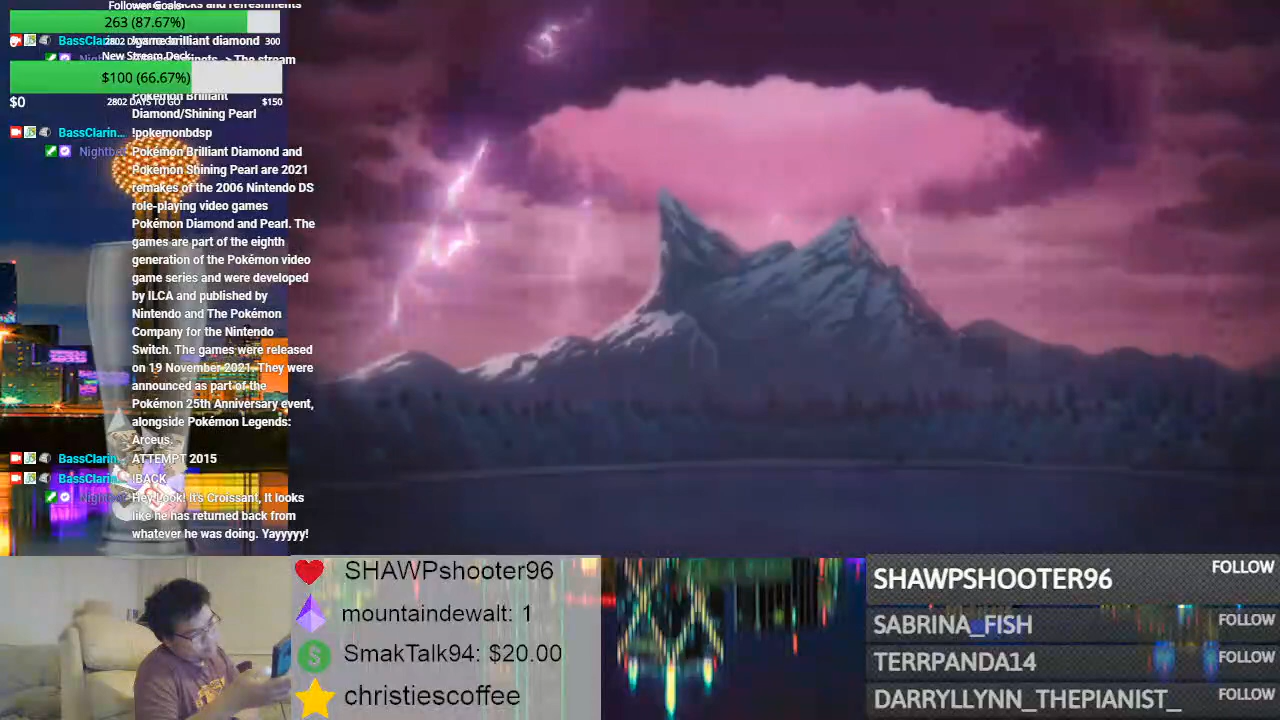 Follower Goals
263 (87.67%)
BassClarin... !game brilliant diamond
300
New Stream Deck
$100 (66.67%)
$0
2802 DAYS TO GO
$150
Pokémon Brilliant
Diamond/Shining Pearl
BassClarin... !pokemonbdsp
Pokémon Brilliant Diamond and
Pokémon Shining Pearl are 2021
remakes of the 2006 Nintendo DS
role-playing video games
Pokémon Diamond and Pearl. The
games are part of the eighth
generation of the Pokémon video
game series and were developed
by ILCA and published by
Nintendo and The Pokémon
Company for the Nintendo
Switch. The games were released
on 19 November 2021. They were
announced as part of the
Pokémon 25th Anniversary event,
alongside Pokémon Legends:
Arceus.
BassClarin... ATTEMPT 2015
BassClarin... !BACK
Hey Look! It's Croissant, It looks
like he has returned back from
whatever he was doing. Yayyyyy!
SHAWPshooter96
mountaindewalt: 1
SmakTalk94: $20.00
christiescoffee
SHAWPSHOOTER96 FOLLOW
SABRINA_FISH FOLLOW
TERRPANDA14 FOLLOW
DARRYLLYNN_THEPIANIST_ FOLLOW